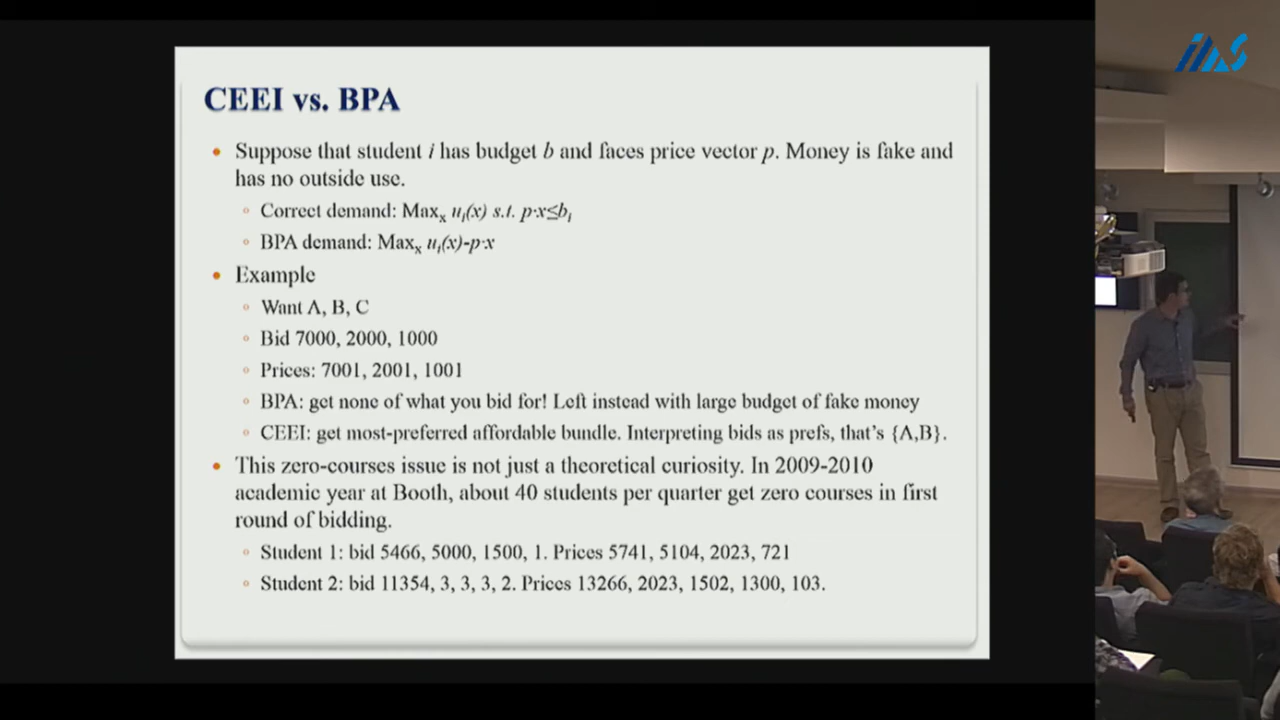 IIAS
CEEI vs. BPA
• Suppose that student i has budget b and faces price vector p. Money is fake and
has no outside use.
◦ Correct demand: Maxₓ uᵢ(x) s.t. p·x≤bᵢ
◦ BPA demand: Maxₓ uᵢ(x)-p·x
• Example
◦ Want A, B, C
◦ Bid 7000, 2000, 1000
◦ Prices: 7001, 2001, 1001
◦ BPA: get none of what you bid for! Left instead with large budget of fake money
◦ CEEI: get most-preferred affordable bundle. Interpreting bids as prefs, that's {A,B}.
• This zero-courses issue is not just a theoretical curiosity. In 2009-2010
academic year at Booth, about 40 students per quarter get zero courses in first
round of bidding.
◦ Student 1: bid 5466, 5000, 1500, 1. Prices 5741, 5104, 2023, 721
◦ Student 2: bid 11354, 3, 3, 3, 2. Prices 13266, 2023, 1502, 1300, 103.